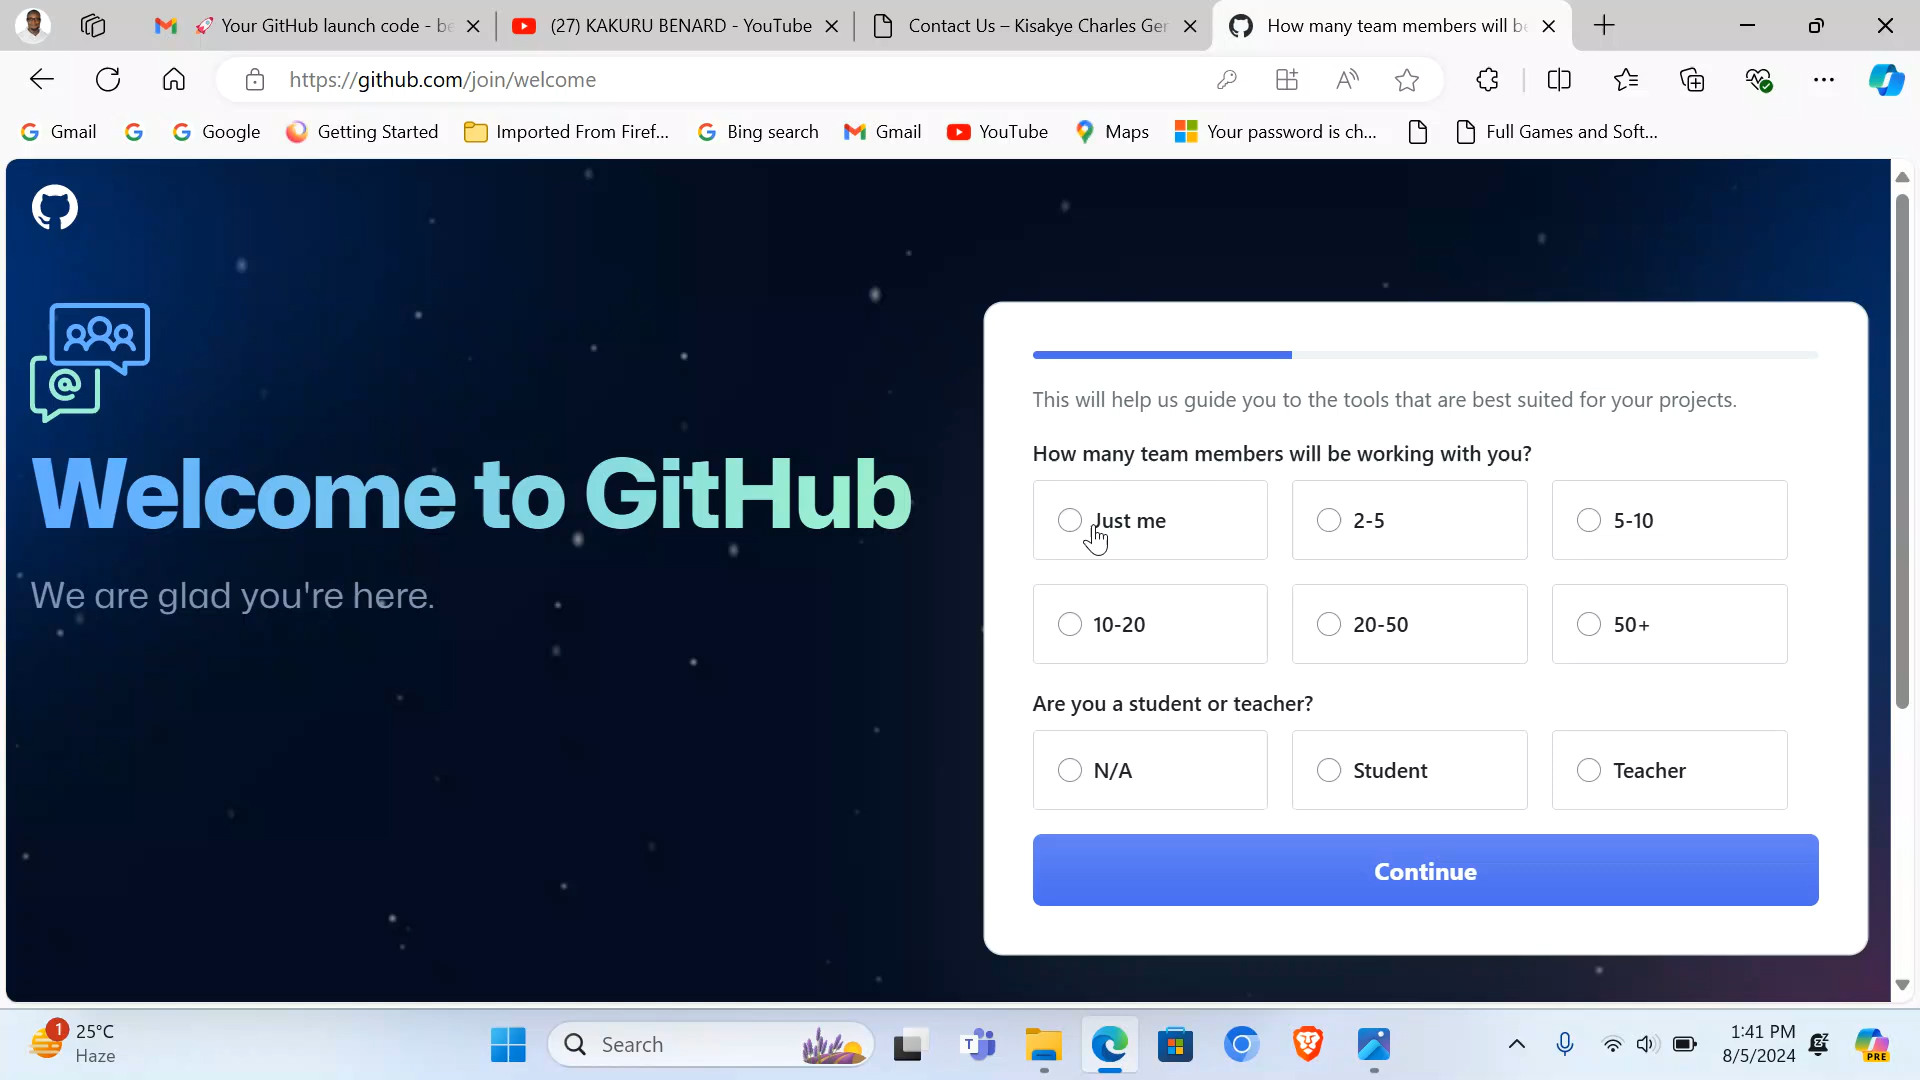 🚀 Your GitHub launch code - be
(27) KAKURU BENARD - YouTube
Contact Us – Kisakye Charles Ger
How many team members will be
https://github.com/join/welcome
Gmail
Google
Getting Started
Imported From Firef...
Bing search
Gmail
YouTube
Maps
Your password is ch...
Full Games and Soft...
This will help us guide you to the tools that are best suited for your projects.
How many team members will be working with you?
Just me
2-5
5-10
10-20
20-50
50+
Are you a student or teacher?
N/A
Student
Teacher
Continue
Welcome to GitHub
We are glad you're here.
1
25°C
Haze
Search
T
1:41 PM
8/5/2024
PRE